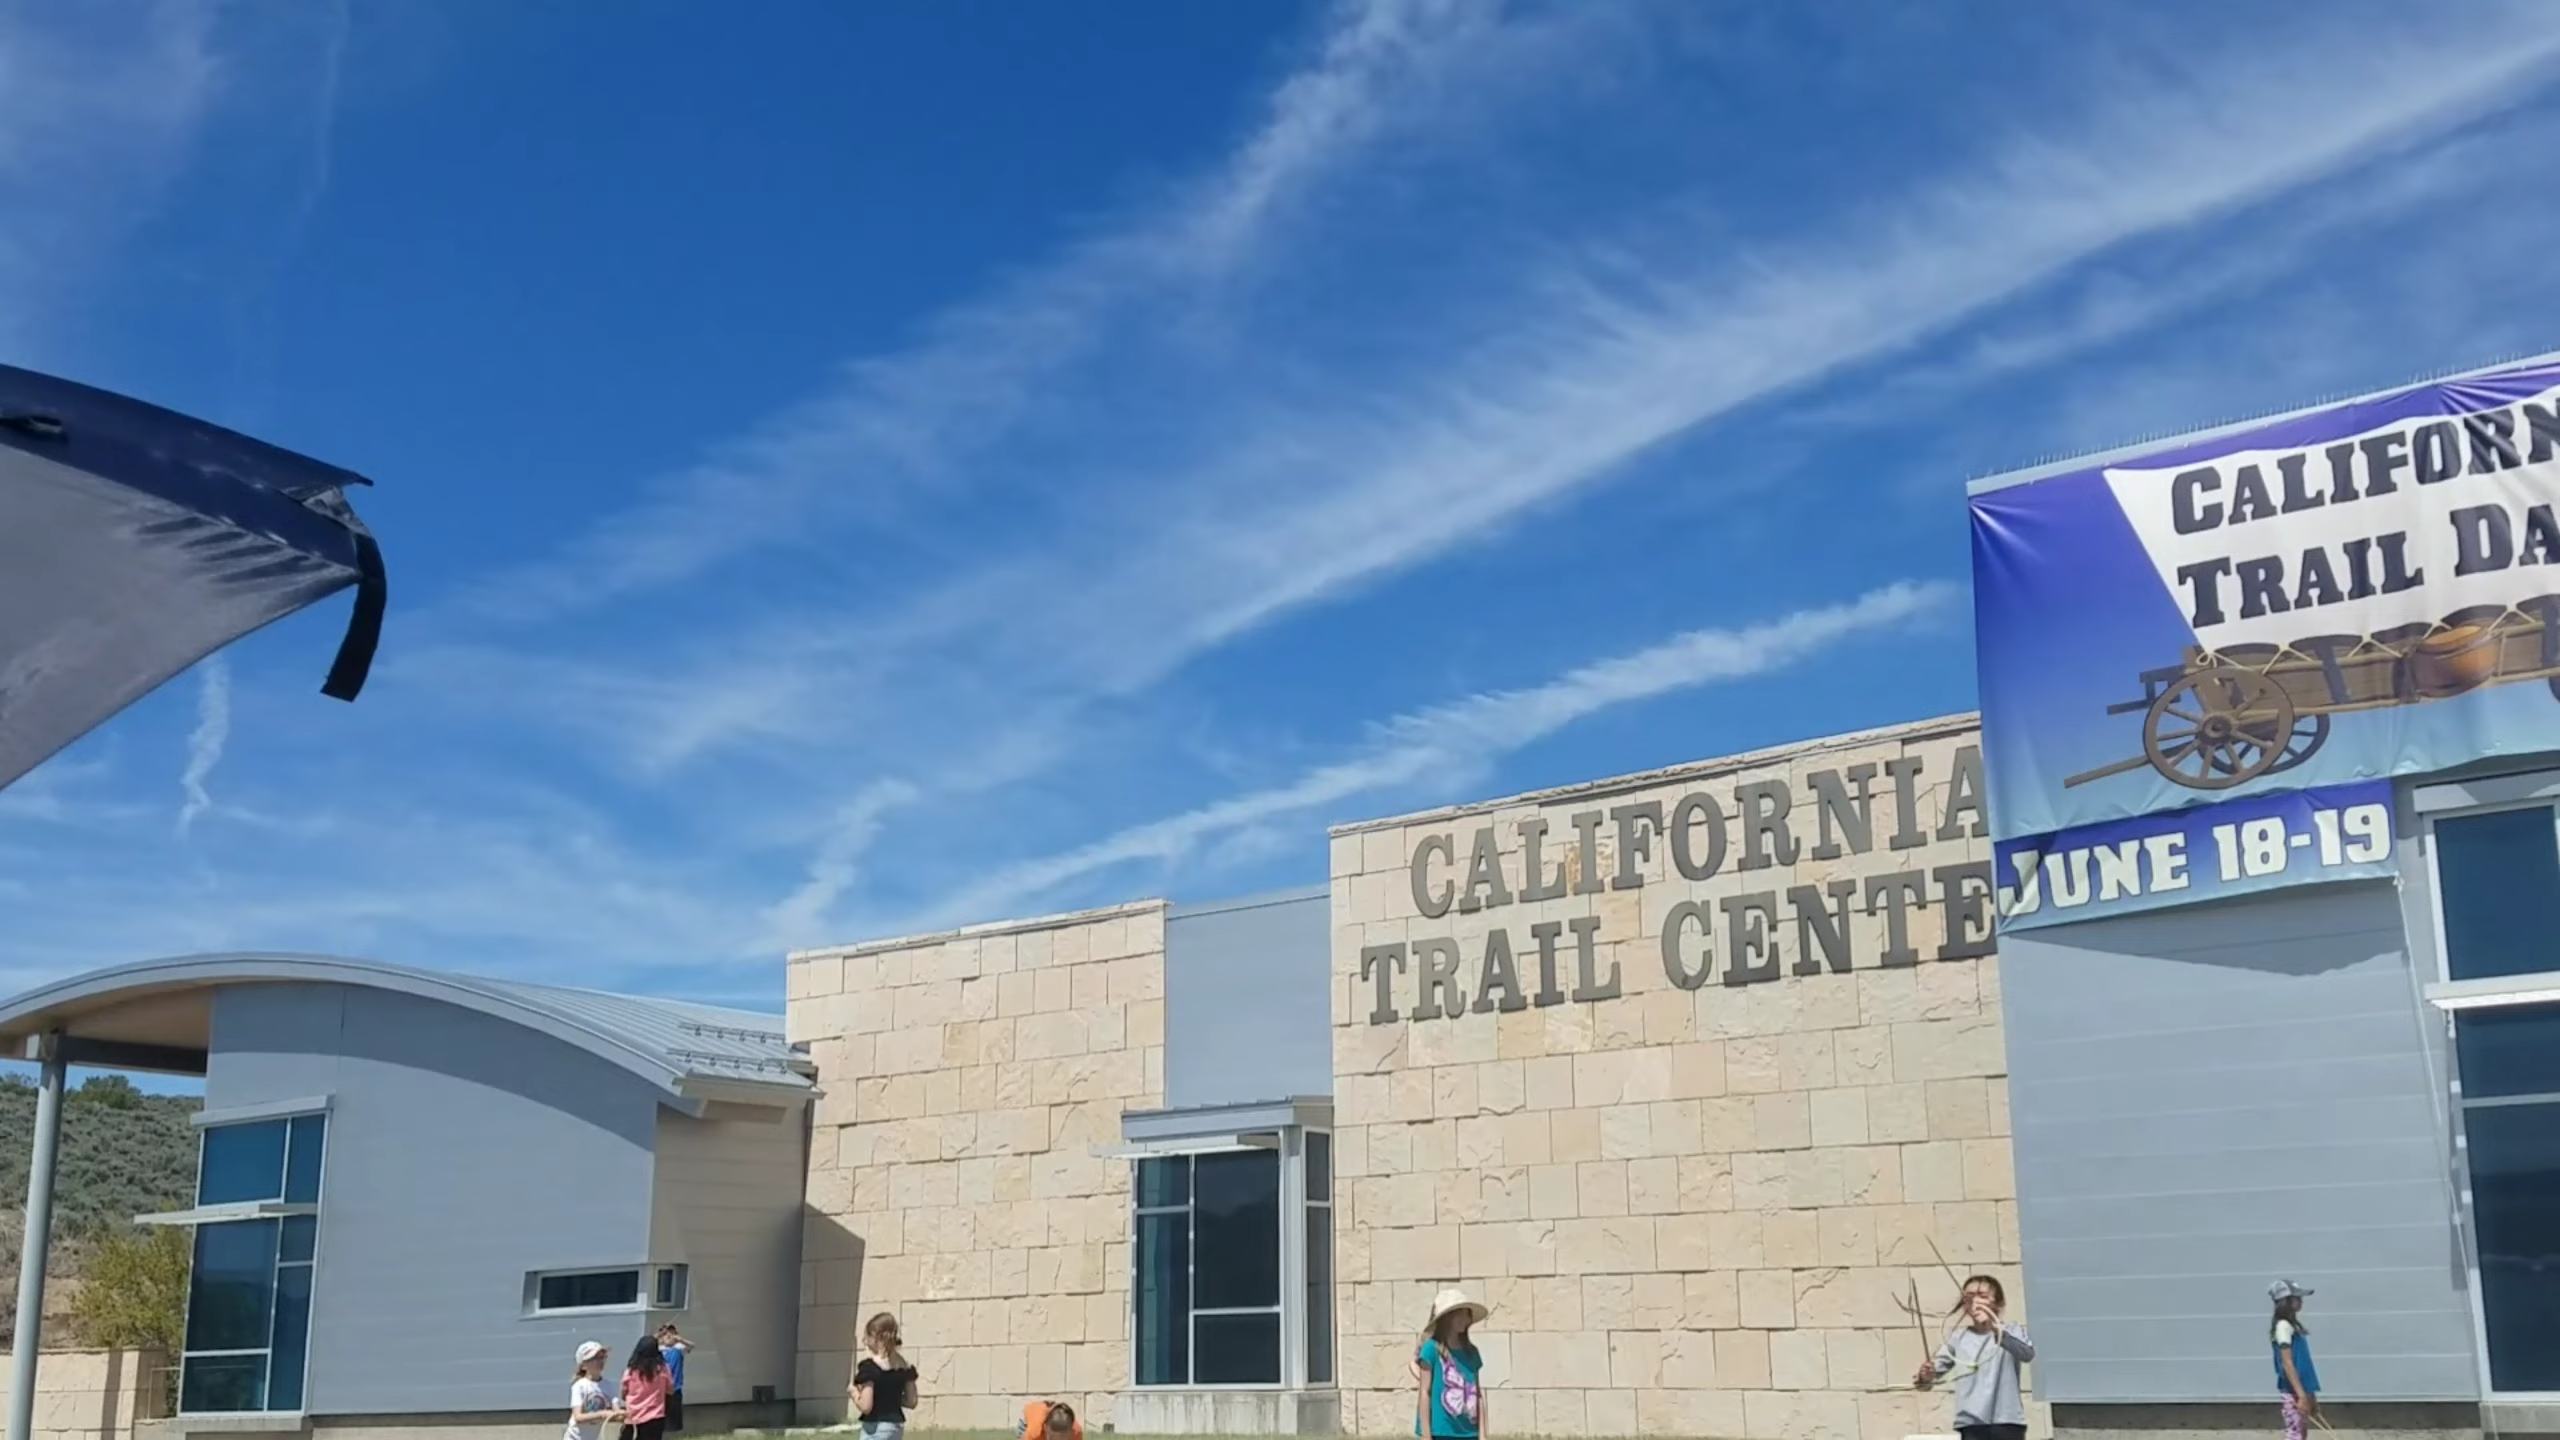 CALIFORNIA
TRAIL CENTE
CALIFORN
TRAIL DA
JUNE 18-19